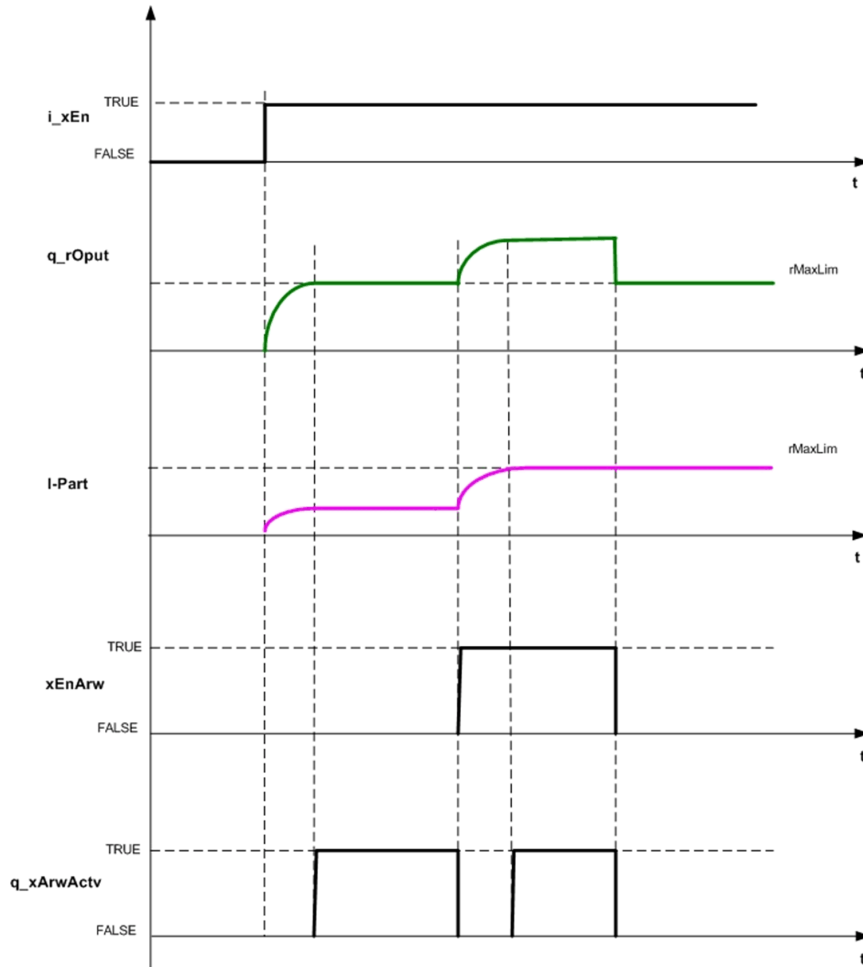 TRUE
i_xEn
FALSE
t
q_rOput
rMaxLim
t
rMaxLim
I-Part
t
TRUE
xEnArw
FALSE
t
TRUE
q_xArwActv
FALSE
t